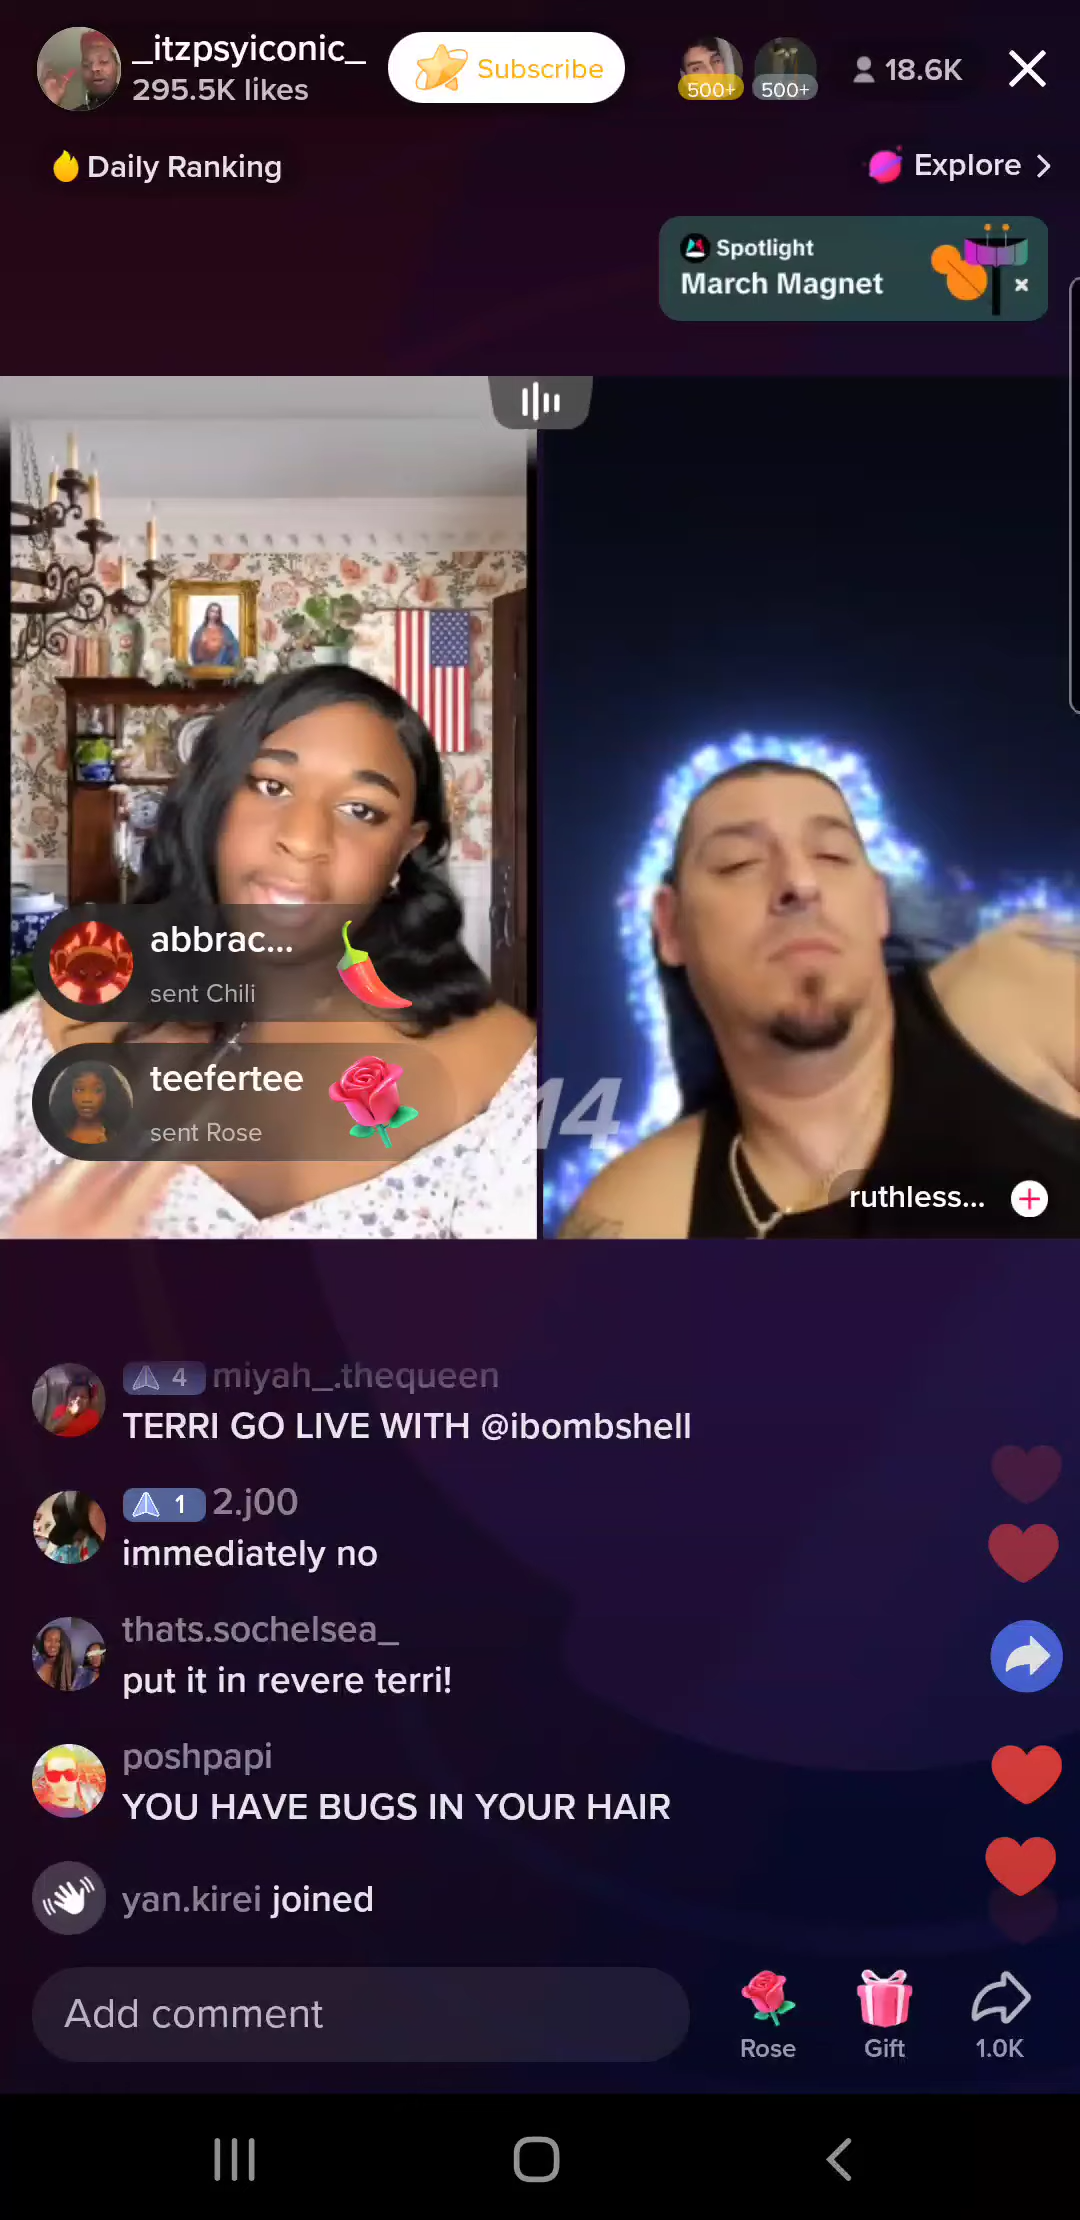 _itzpsyiconic_
295.5K likes
Subscribe
500+
500+
18.6K
Daily Ranking
Explore
Spotlight
March Magnet
abbrac...
sent Chili
teefertee
sent Rose
14
ruthless...
4 miyah_.thequeen
TERRI GO LIVE WITH @ibombshell
1 2.j00
immediately no
thats.sochelsea_
put it in revere terri!
poshpapi
YOU HAVE BUGS IN YOUR HAIR
yan.kirei joined
Add comment
Rose
Gift
1.0K